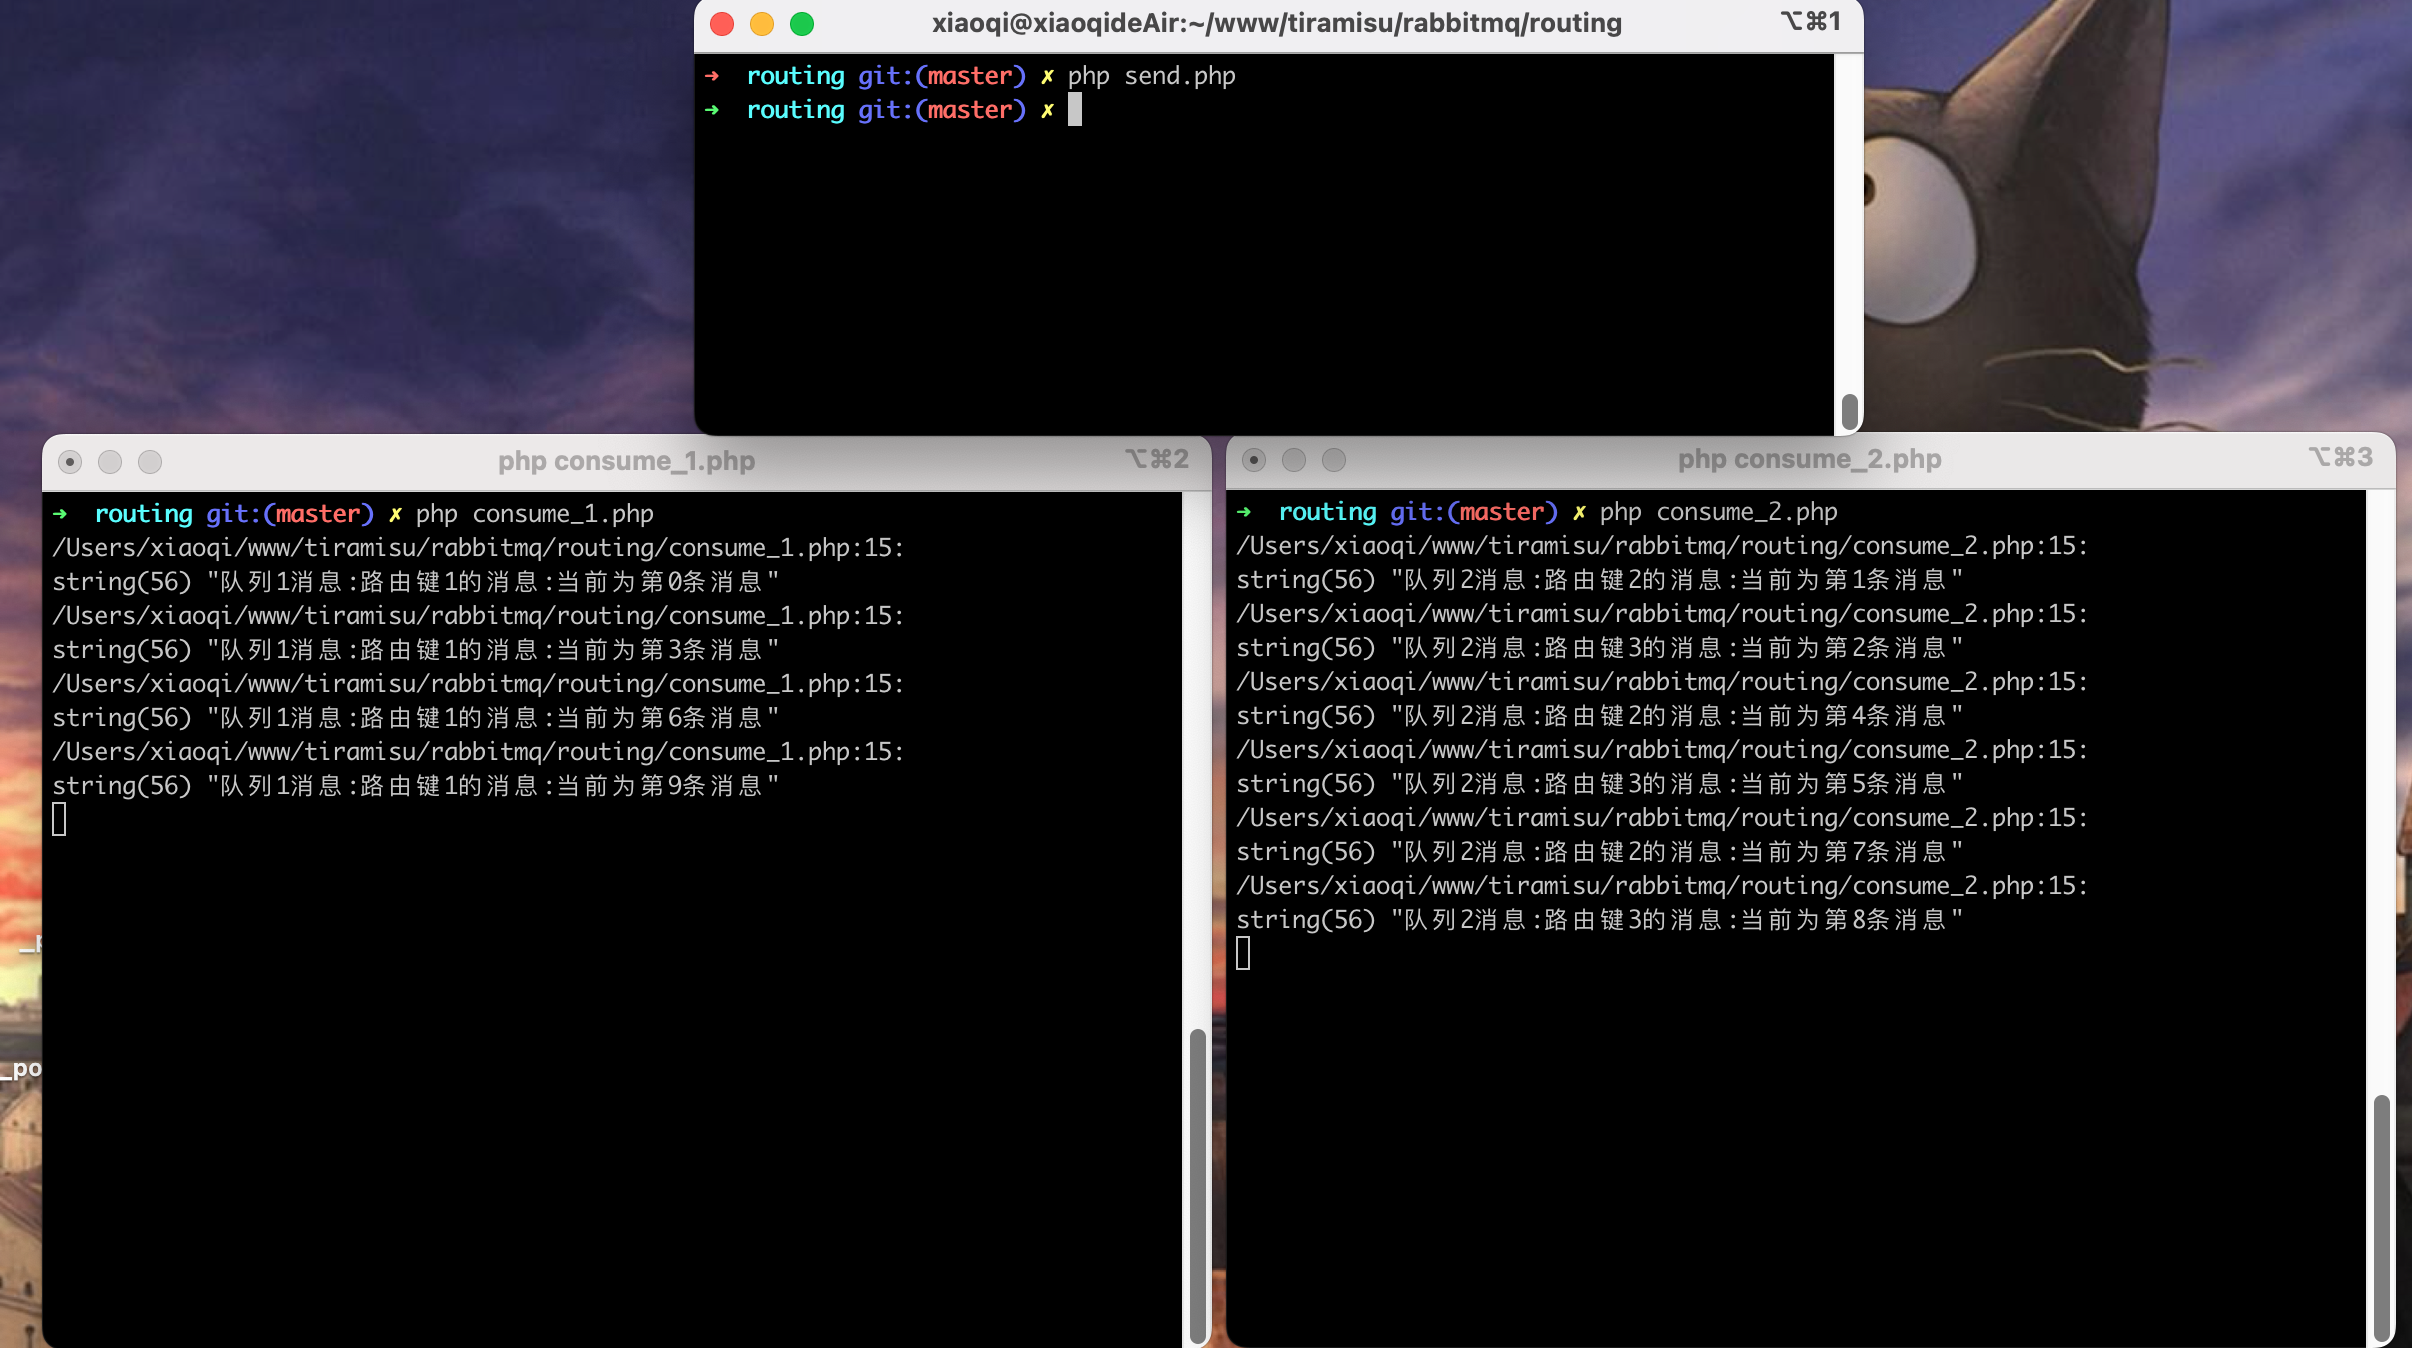 xiaoqi@xiaoqideAir:~/www/tiramisu/rabbitmq/routing ⌥⌘1
➜ routing git:(master) ✗ php send.php
➜ routing git:(master) ✗
php consume_1.php ⌥⌘2
➜ routing git:(master) ✗ php consume_1.php
/Users/xiaoqi/www/tiramisu/rabbitmq/routing/consume_1.php:15:
string(56) "队列1消息:路由键1的消息:当前为第0条消息"
/Users/xiaoqi/www/tiramisu/rabbitmq/routing/consume_1.php:15:
string(56) "队列1消息:路由键1的消息:当前为第3条消息"
/Users/xiaoqi/www/tiramisu/rabbitmq/routing/consume_1.php:15:
string(56) "队列1消息:路由键1的消息:当前为第6条消息"
/Users/xiaoqi/www/tiramisu/rabbitmq/routing/consume_1.php:15:
string(56) "队列1消息:路由键1的消息:当前为第9条消息"
php consume_2.php ⌥⌘3
➜ routing git:(master) ✗ php consume_2.php
/Users/xiaoqi/www/tiramisu/rabbitmq/routing/consume_2.php:15:
string(56) "队列2消息:路由键2的消息:当前为第1条消息"
/Users/xiaoqi/www/tiramisu/rabbitmq/routing/consume_2.php:15:
string(56) "队列2消息:路由键3的消息:当前为第2条消息"
/Users/xiaoqi/www/tiramisu/rabbitmq/routing/consume_2.php:15:
string(56) "队列2消息:路由键2的消息:当前为第4条消息"
/Users/xiaoqi/www/tiramisu/rabbitmq/routing/consume_2.php:15:
string(56) "队列2消息:路由键3的消息:当前为第5条消息"
/Users/xiaoqi/www/tiramisu/rabbitmq/routing/consume_2.php:15:
string(56) "队列2消息:路由键2的消息:当前为第7条消息"
/Users/xiaoqi/www/tiramisu/rabbitmq/routing/consume_2.php:15:
string(56) "队列2消息:路由键3的消息:当前为第8条消息"
_po